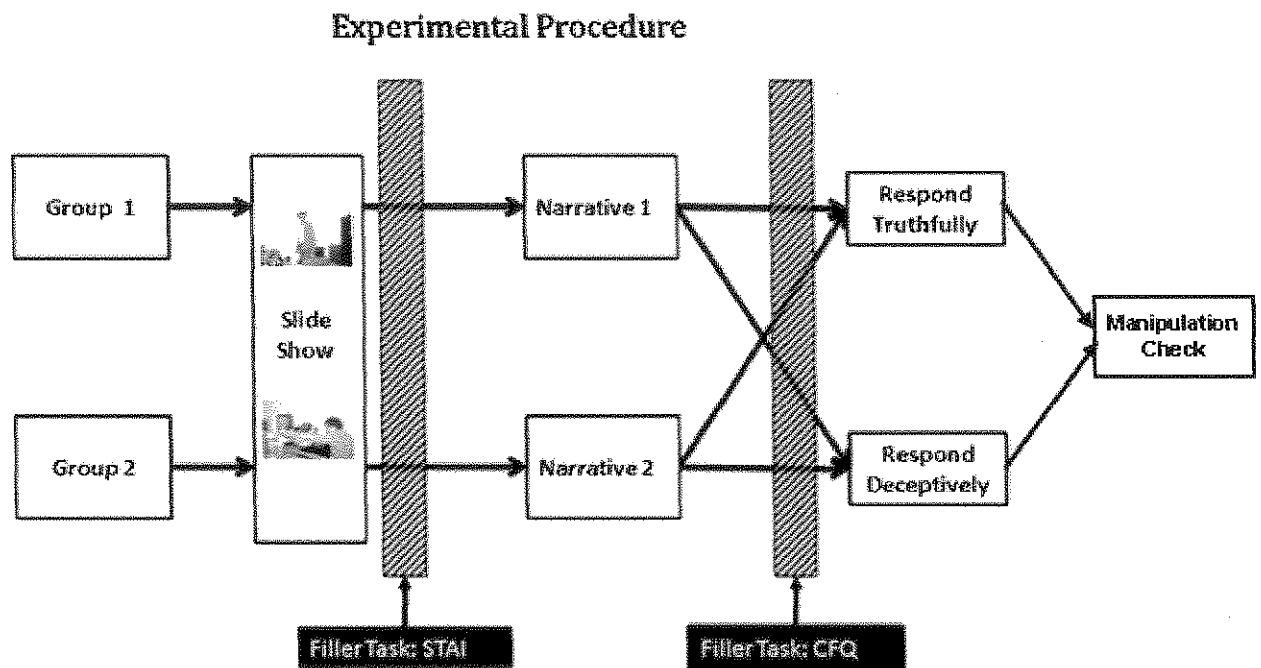 Experimental Procedure
Group 1
Slide
Show
Narrative 1
Respond
Truthfully
Manipulation
Check
Group 2
Narrative 2
Respond
Deceptively
Filler Task: STAI
Filler Task: CFQ